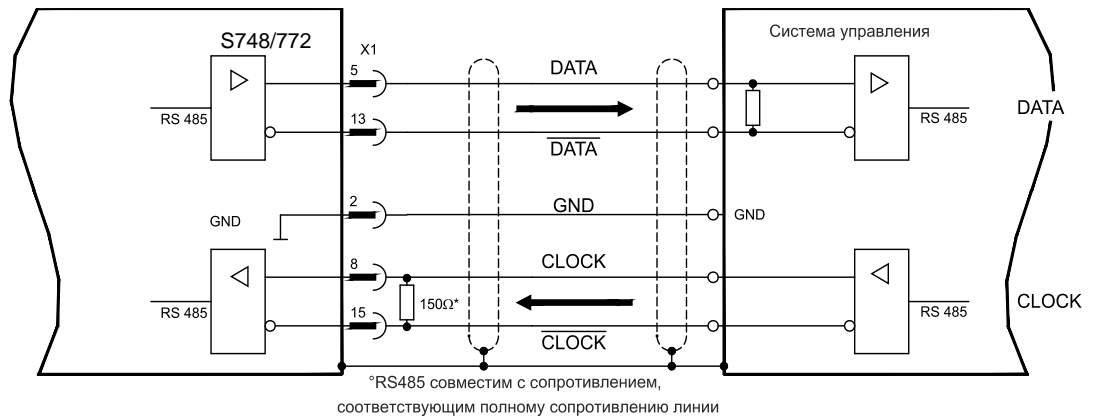 S748/772
X1
Система управления
5
DATA
RS 485
RS 485
DATA
13
DATA
2
GND
GND
GND
8
CLOCK
150Ω*
RS 485
RS 485
CLOCK
15
CLOCK
°RS485 совместим с сопротивлением,
соответствующим полному сопротивлению линии